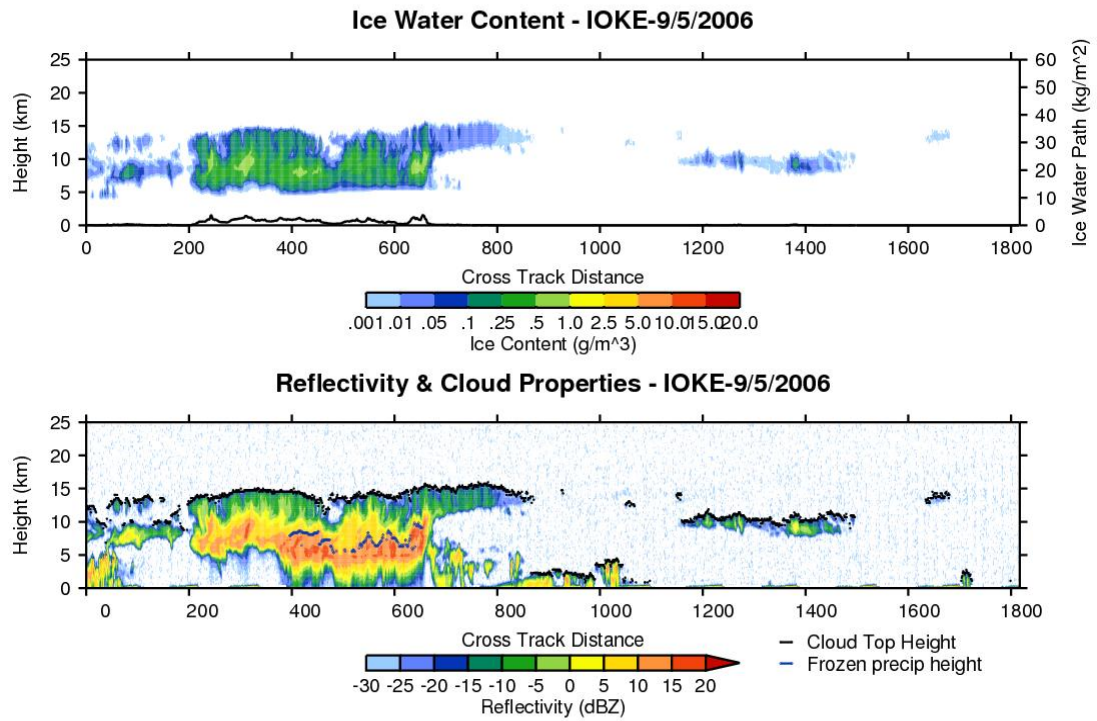 Ice Water Content - IOKE-9/5/2006
25 20 15 10 5 0
Height (km)
60 50 40 30 20 10 0
Ice Water Path (kg/m^2)
0 200 400 600 800 1000 1200 1400 1600 1800
Cross Track Distance
.001 .01 .05 .1 .25 .5 1.0 2.5 5.0 10.0 15.0 20.0
Ice Content (g/m^3)
Reflectivity & Cloud Properties - IOKE-9/5/2006
25 20 15 10 5 0
Height (km)
0 200 400 600 800 1000 1200 1400 1600 1800
Cross Track Distance
Cloud Top Height
Frozen precip height
-30 -25 -20 -15 -10 -5 0 5 10 15 20
Reflectivity (dBZ)